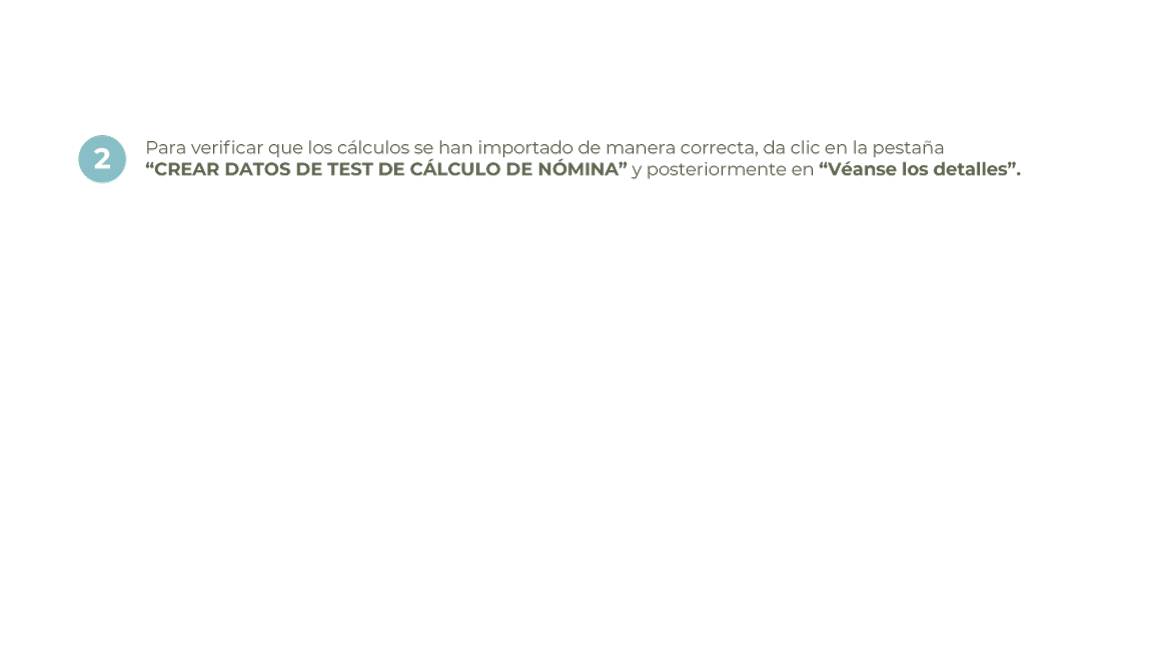 2
Para verificar que los cálculos se han importado de manera correcta, da clic en la pestaña
“CREAR DATOS DE TEST DE CÁLCULO DE NÓMINA” y posteriormente en “Véanse los detalles”.